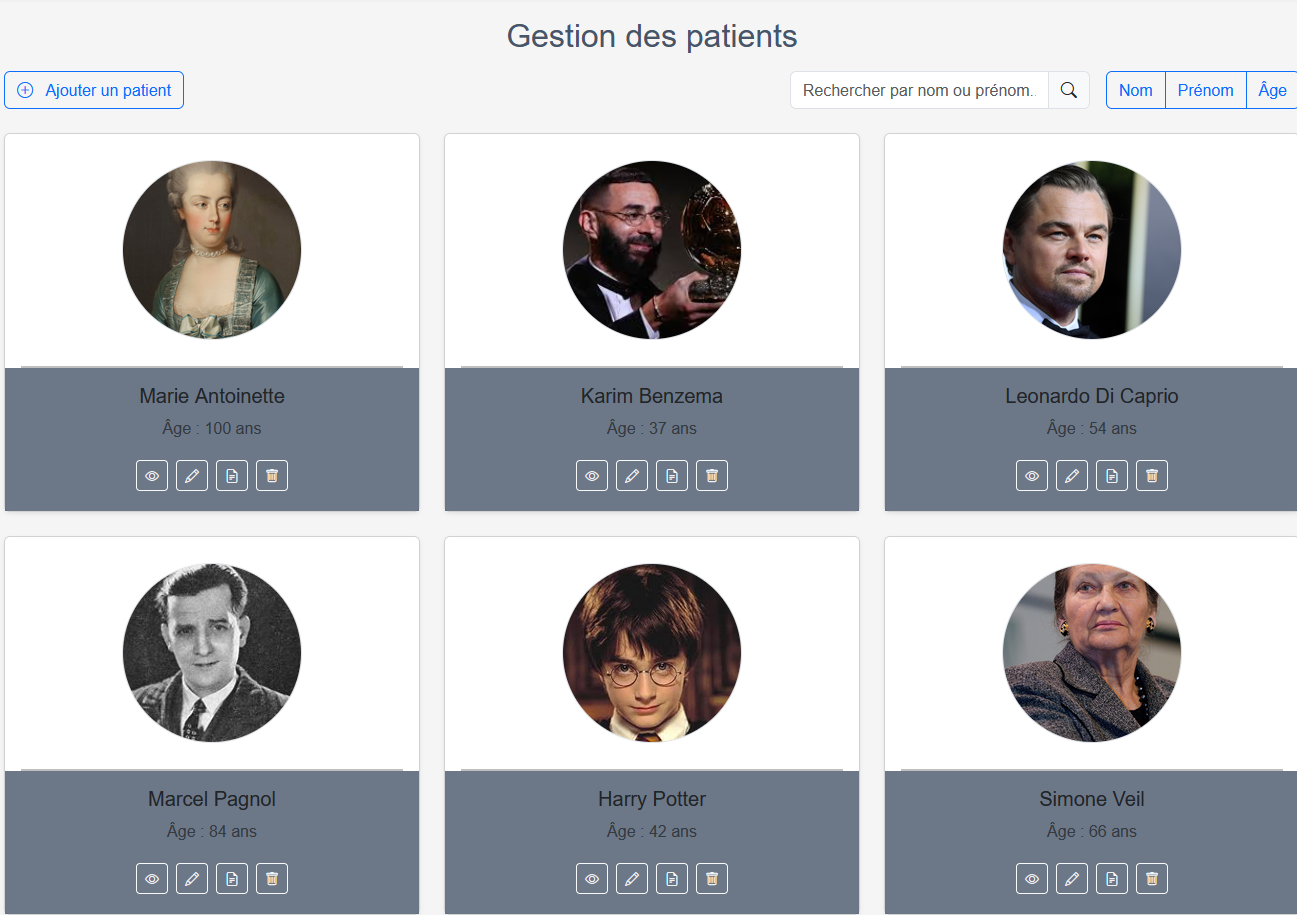 Gestion des patients
Ajouter un patient
Rechercher par nom ou prénom..
Nom
Prénom
Âge
Marie Antoinette
Âge : 100 ans
Karim Benzema
Âge : 37 ans
Leonardo Di Caprio
Âge : 54 ans
Marcel Pagnol
Âge : 84 ans
Harry Potter
Âge : 42 ans
Simone Veil
Âge : 66 ans